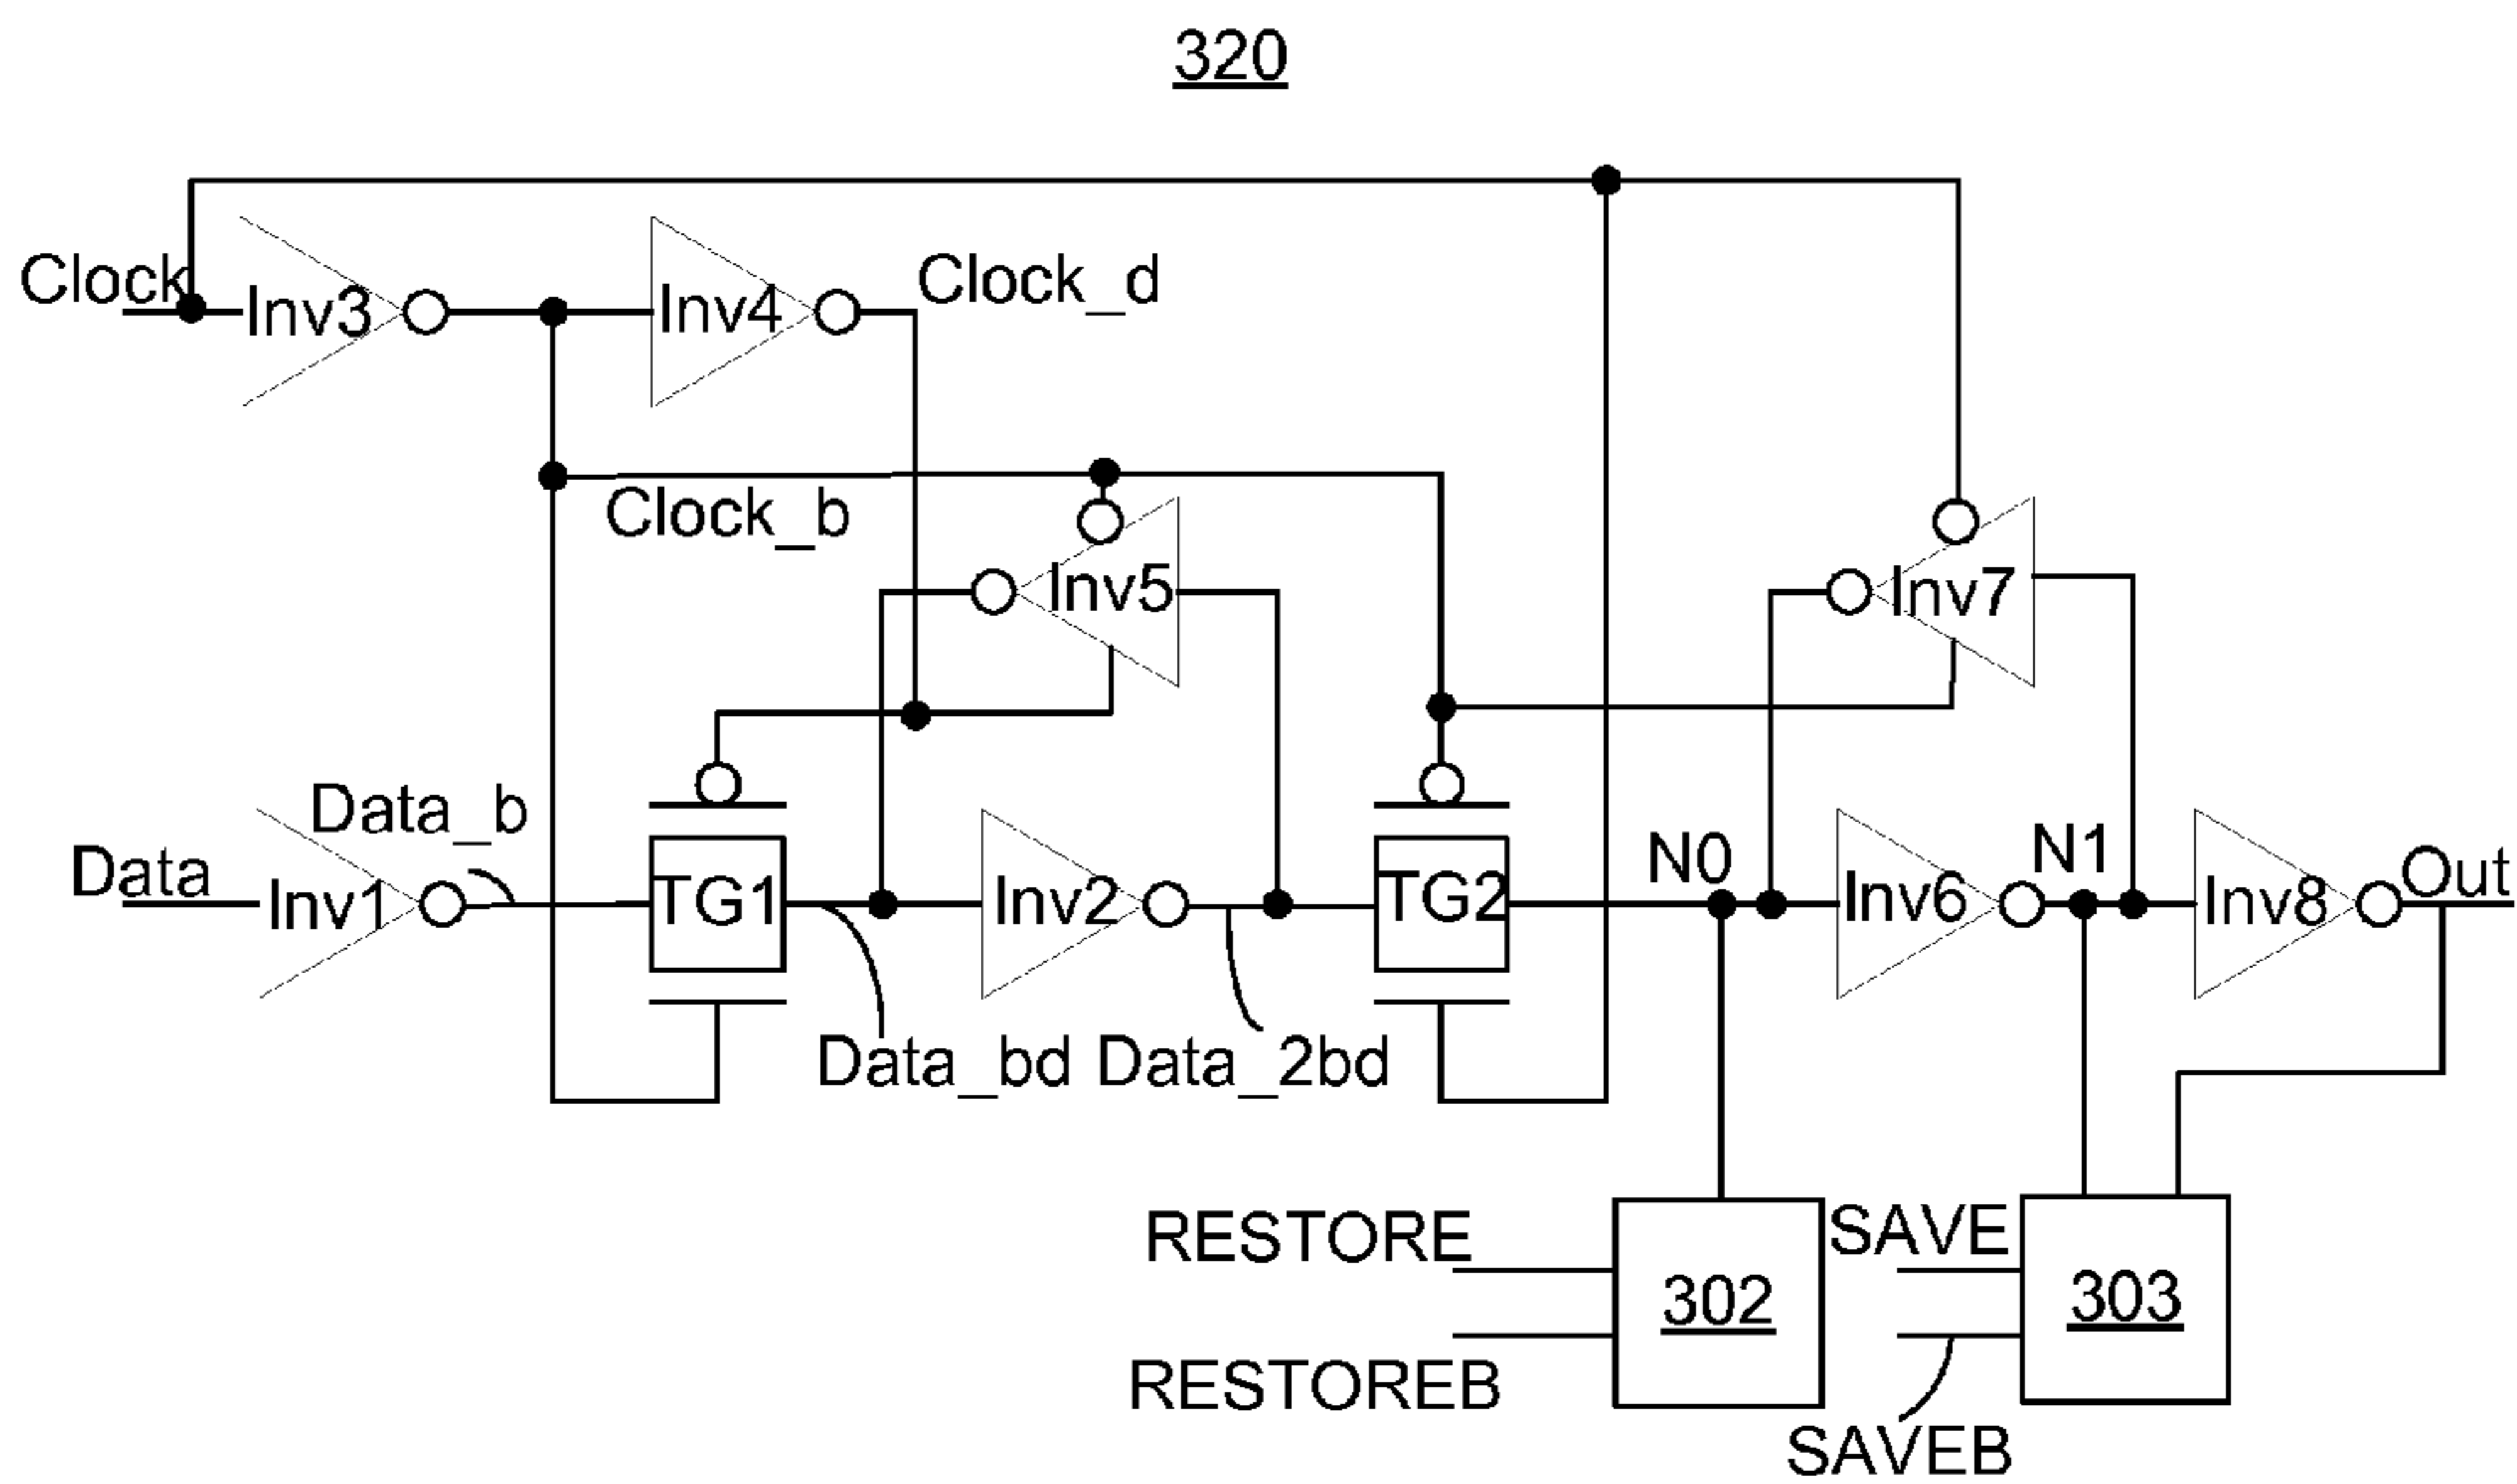 320
Clock
Inv3
Inv4
Clock_d
Clock_b
Inv5
Inv7
Data_b
Data
Inv1
TG1
Inv2
TG2
N0
Inv6
N1
Inv8
Out
Data_bd
Data_2bd
RESTORE
SAVE
302
303
RESTOREB
SAVEB